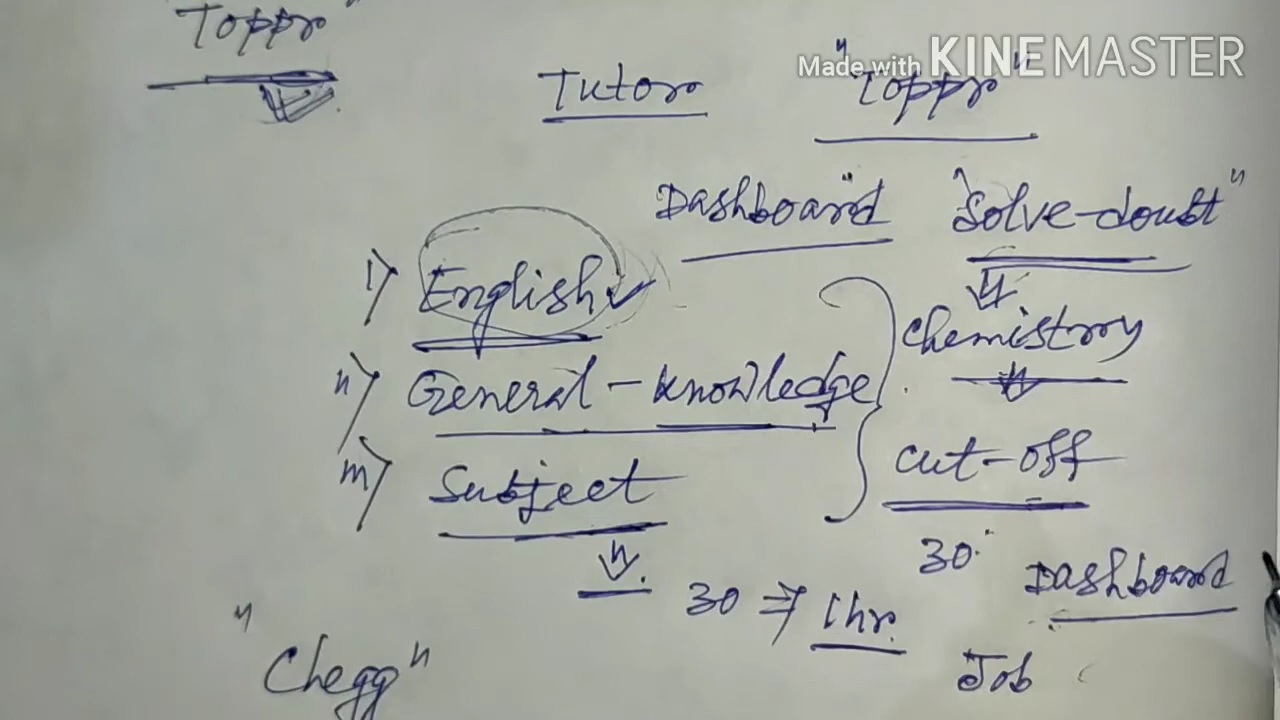 "Toppr"
Made with KINEMASTER
Tutor "Toppr"
Dashboard "Solve-doubt"
i) English
ii) General-knowledge
Chemistry
iii) Subject
cut-off
30
30 ⇒ 1hr.
Dashboard
"Chegg"
Job